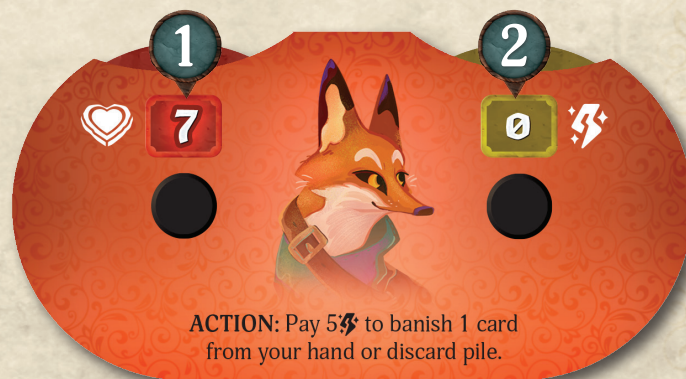 1 2
7 0
ACTION: Pay 5 to banish 1 card
from your hand or discard pile.